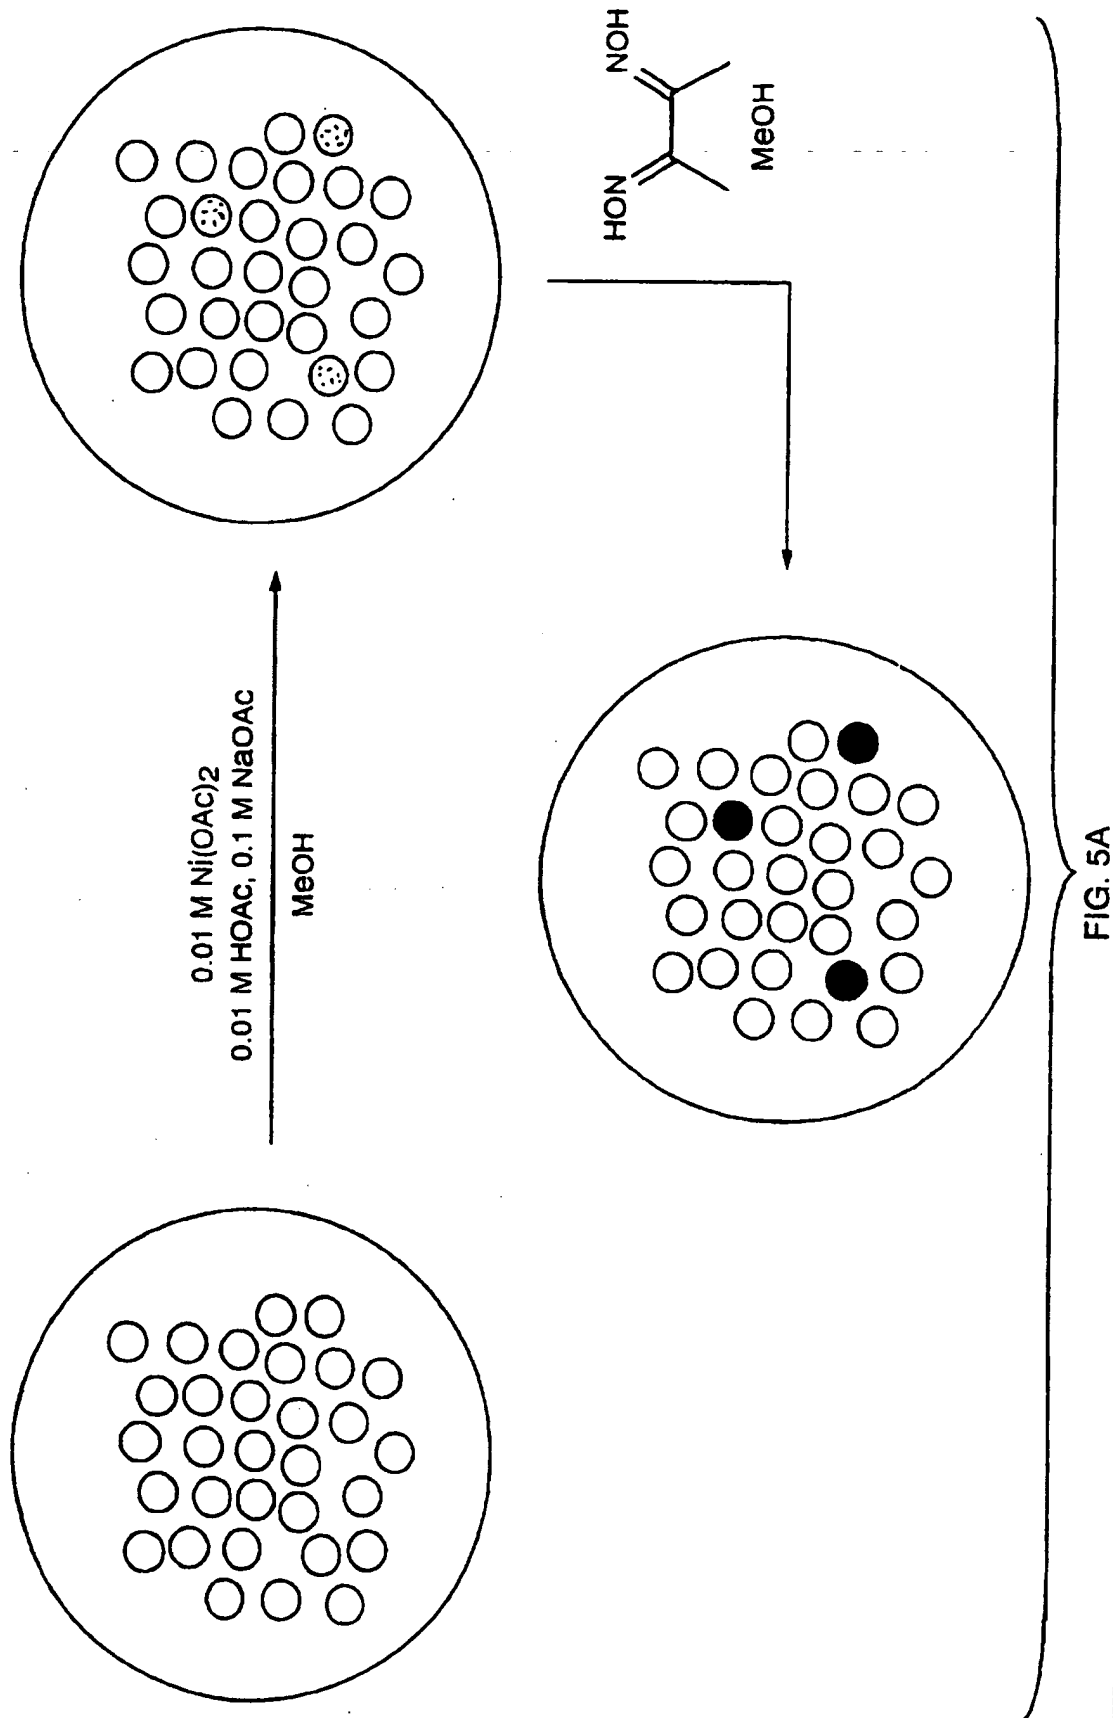 0.01 M Ni(OAc)2
0.01 M HOAc, 0.1 M NaOAc
MeOH
HON
NOH
MeOH
FIG. 5A